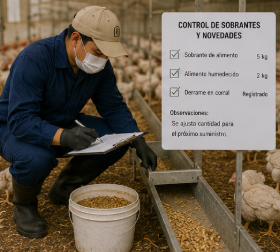 CONTROL DE SOBRANTES
Y NOVEDADES
Sobrante de alimento 5 kg
Alimento humedecido 2 kg
Derrame en corral Registrado
Observaciones:
Se ajusta cantidad para
el próximo suministro.